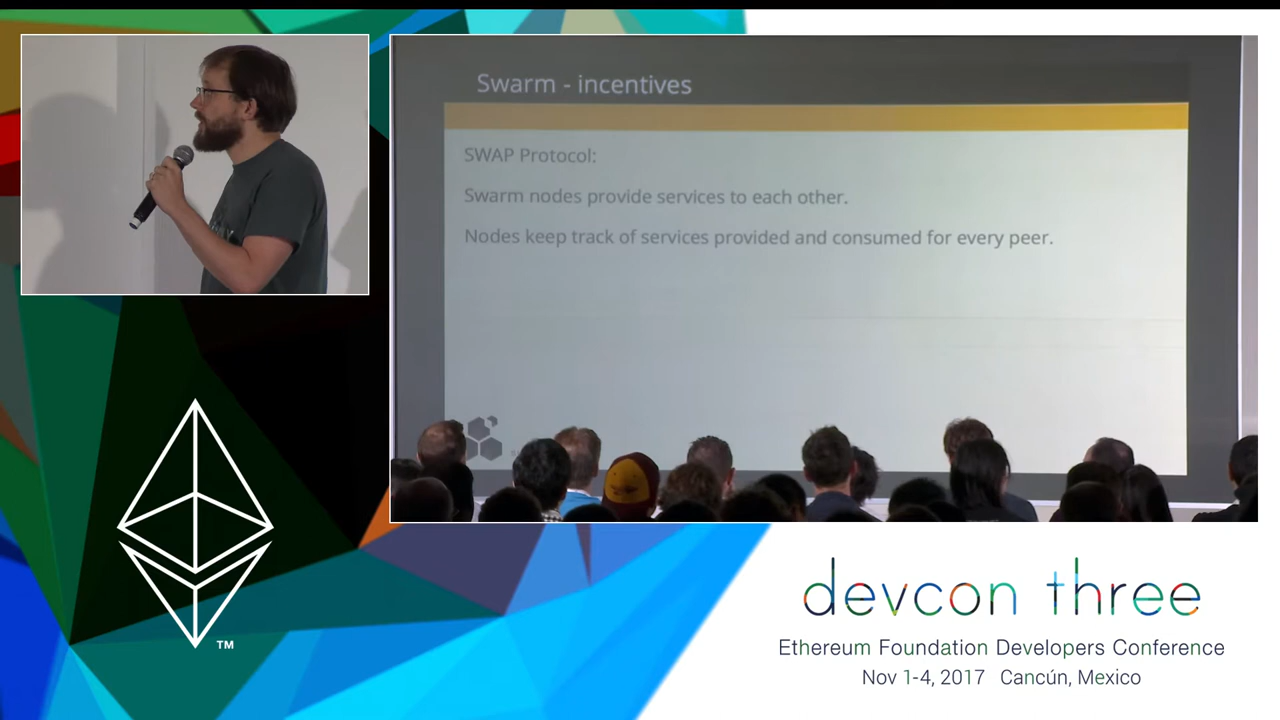 Swarm - incentives
SWAP Protocol:
Swarm nodes provide services to each other.
Nodes keep track of services provided and consumed for every peer.
TM
devcon three
Ethereum Foundation Developers Conference
Nov 1-4, 2017 Cancún, Mexico